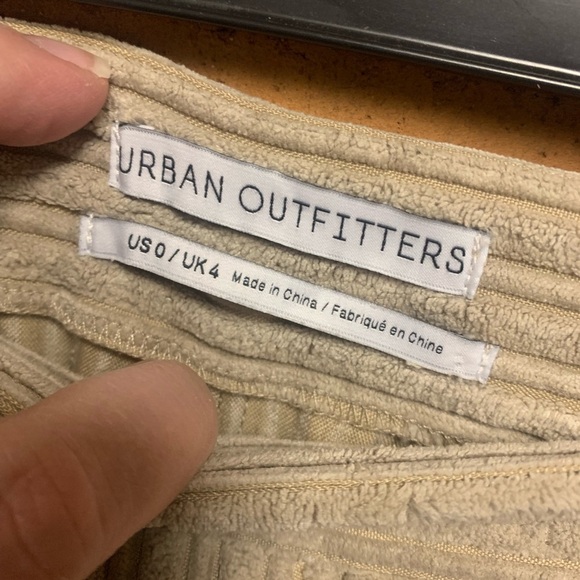 URBAN OUTFITTERS
US 0 / UK 4 Made in China / Fabriqué en Chine